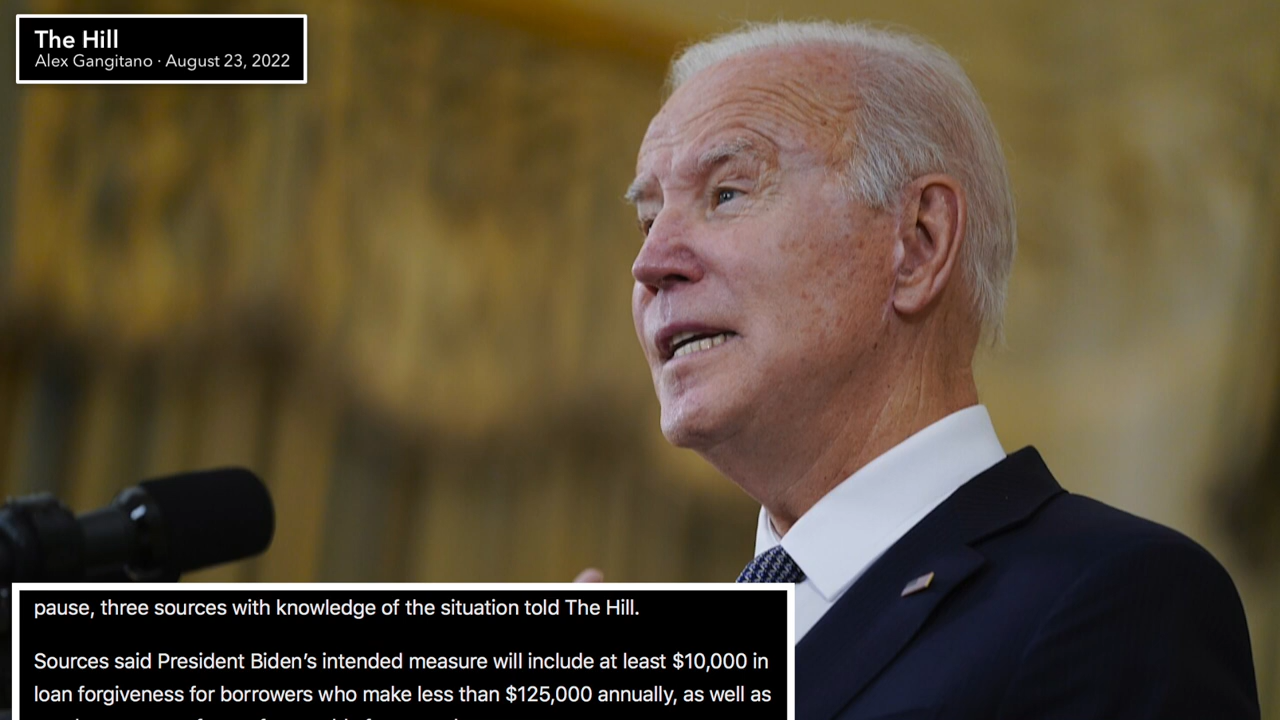 The Hill
Alex Gangitano · August 23, 2022
pause, three sources with knowledge of the situation told The Hill.
Sources said President Biden’s intended measure will include at least $10,000 in
loan forgiveness for borrowers who make less than $125,000 annually, as well as